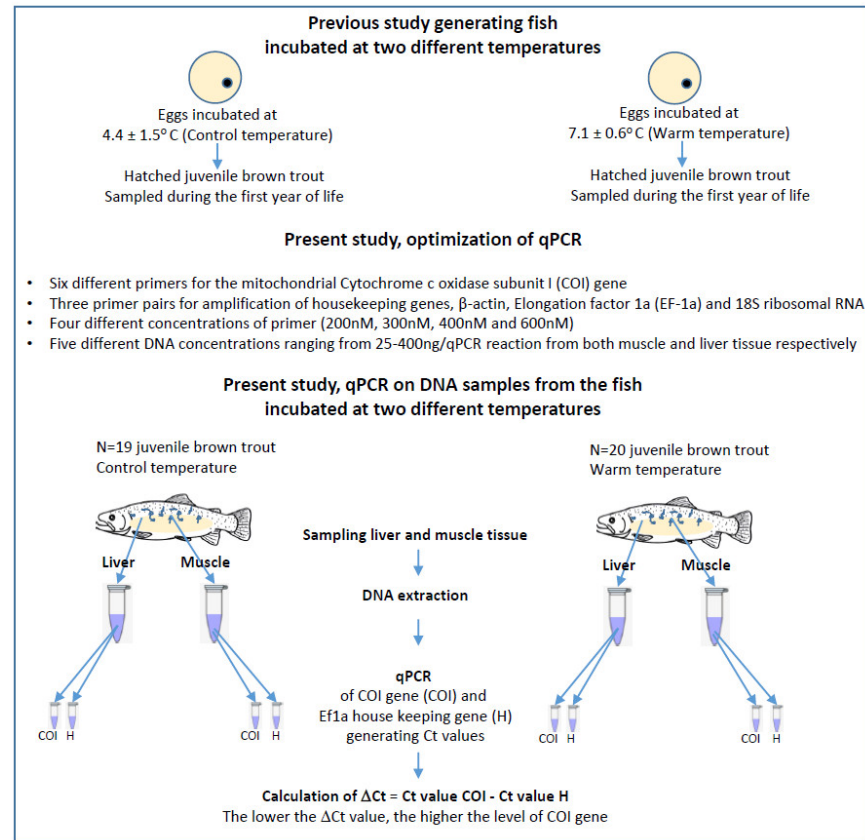 Previous study generating fish
incubated at two different temperatures
Eggs incubated at
4.4 ± 1.5° C (Control temperature)
Hatched juvenile brown trout
Sampled during the first year of life
Eggs incubated at
7.1 ± 0.6° C (Warm temperature)
Hatched juvenile brown trout
Sampled during the first year of life
Present study, optimization of qPCR
• Six different primers for the mitochondrial Cytochrome c oxidase subunit I (COI) gene
• Three primer pairs for amplification of housekeeping genes, β-actin, Elongation factor 1a (EF-1a) and 18S ribosomal RNA
• Four different concentrations of primer (200nM, 300nM, 400nM and 600nM)
• Five different DNA concentrations ranging from 25-400ng/qPCR reaction from both muscle and liver tissue respectively
Present study, qPCR on DNA samples from the fish
incubated at two different temperatures
N=19 juvenile brown trout
Control temperature
Liver Muscle
COI H COI H
Sampling liver and muscle tissue
DNA extraction
qPCR
of COI gene (COI) and
Ef1a house keeping gene (H)
generating Ct values
N=20 juvenile brown trout
Warm temperature
Liver Muscle
COI H COI H
Calculation of ΔCt = Ct value COI - Ct value H
The lower the ΔCt value, the higher the level of COI gene